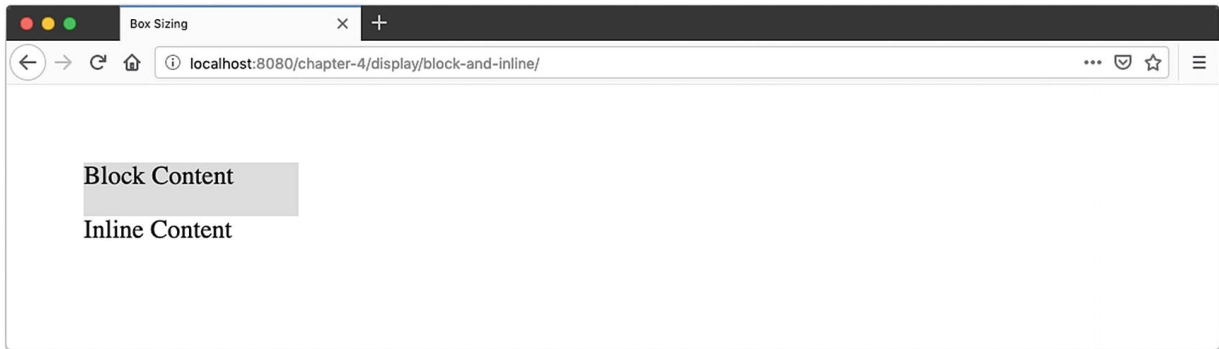 Box Sizing
localhost:8080/chapter-4/display/block-and-inline/
Block Content
Inline Content